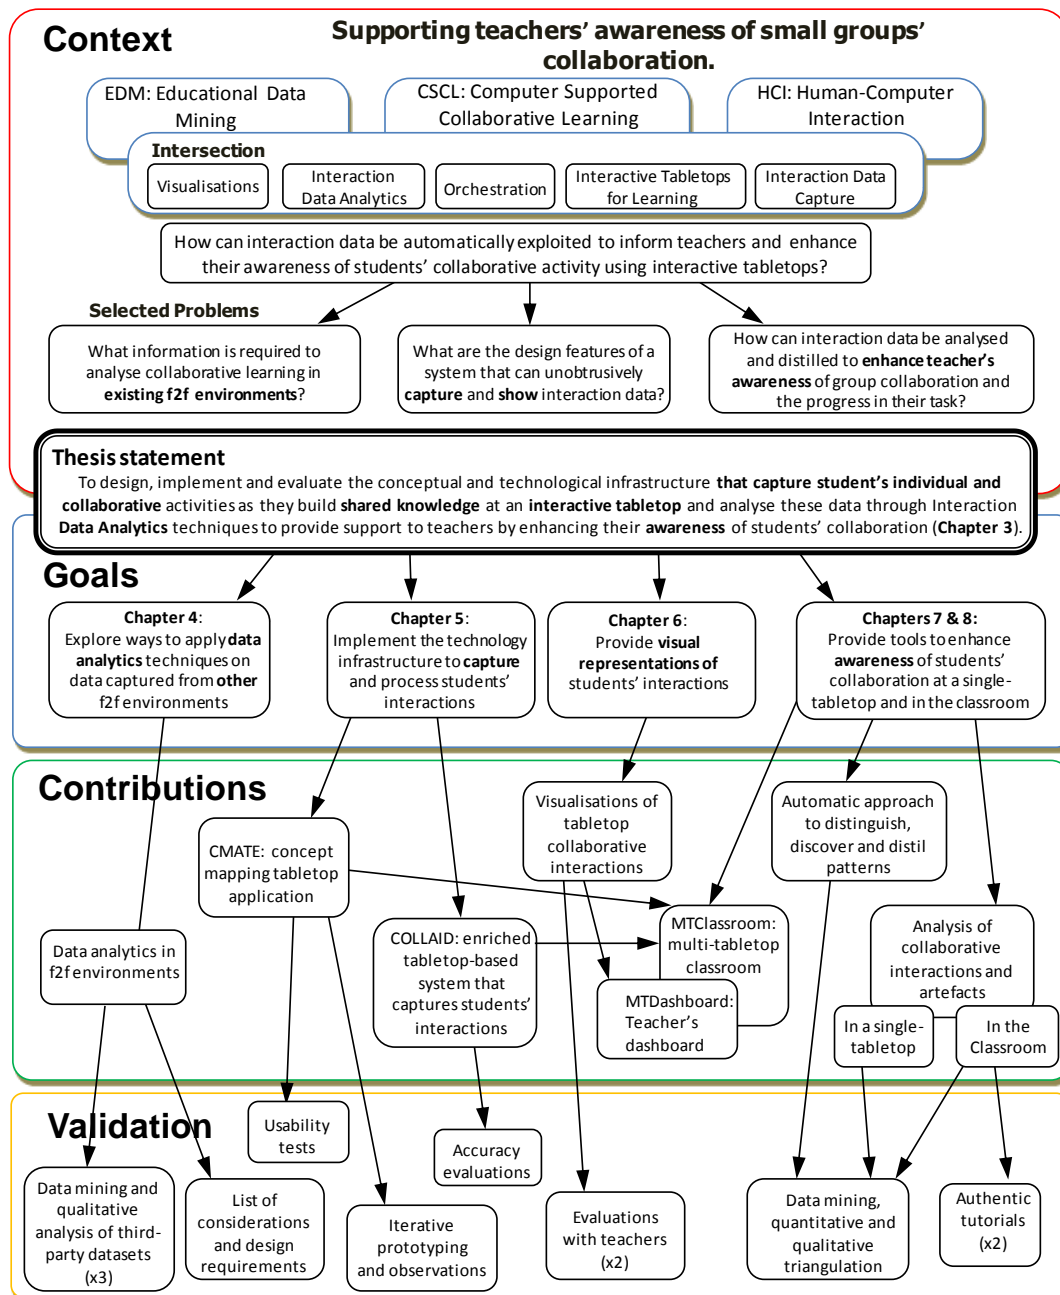 Context
Supporting teachers’ awareness of small groups’
collaboration.
EDM: Educational Data
Mining
CSCL: Computer Supported
Collaborative Learning
HCI: Human-Computer
Interaction
Intersection
Visualisations
Interaction
Data Analytics
Orchestration
Interactive Tabletops
for Learning
Interaction Data
Capture
How can interaction data be automatically exploited to inform teachers and enhance
their awareness of students’ collaborative activity using interactive tabletops?
Selected Problems
What information is required to
analyse collaborative learning in
existing f2f environments?
What are the design features of a
system that can unobtrusively
capture and show interaction data?
How can interaction data be analysed
and distilled to enhance teacher’s
awareness of group collaboration and
the progress in their task?
Thesis statement
To design, implement and evaluate the conceptual and technological infrastructure that capture student’s individual and
collaborative activities as they build shared knowledge at an interactive tabletop and analyse these data through Interaction
Data Analytics techniques to provide support to teachers by enhancing their awareness of students’ collaboration (Chapter 3).
Goals
Chapter 4:
Explore ways to apply data
analytics techniques on
data captured from other
f2f environments
Chapter 5:
Implement the technology
infrastructure to capture
and process students’
interactions
Chapter 6:
Provide visual
representations of
students’ interactions
Chapters 7 & 8:
Provide tools to enhance
awareness of students’
collaboration at a single-
tabletop and in the classroom
Contributions
Data analytics in
f2f environments
CMATE: concept
mapping tabletop
application
COLLAID: enriched
tabletop-based
system that
captures students’
interactions
Visualisations of
tabletop
collaborative
interactions
MTClassroom:
multi-tabletop
classroom
MTDashboard:
Teacher’s
dashboard
Automatic approach
to distinguish,
discover and distil
patterns
Analysis of
collaborative
interactions and
artefacts
In a single-
tabletop
In the
Classroom
Validation
Data mining and
qualitative
analysis of third-
party datasets
(x3)
List of
considerations
and design
requirements
Usability
tests
Iterative
prototyping
and observations
Accuracy
evaluations
Evaluations
with teachers
(x2)
Data mining,
quantitative and
qualitative
triangulation
Authentic
tutorials
(x2)